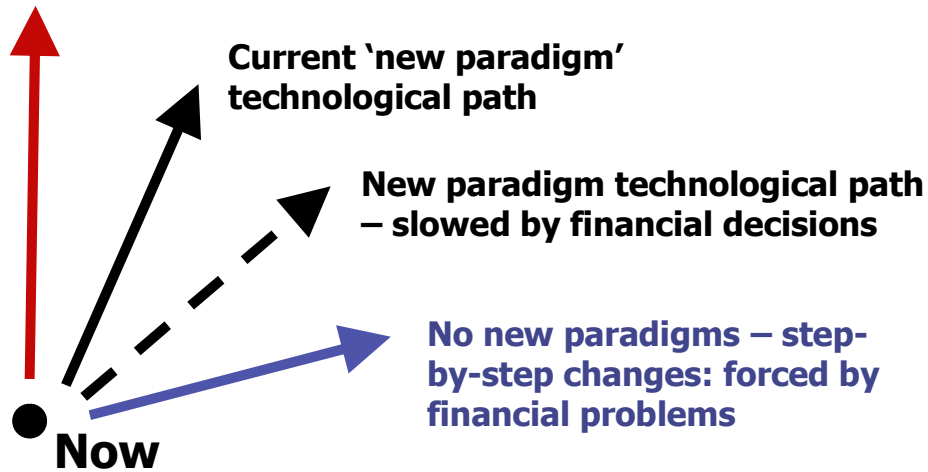 Current ‘new paradigm’
technological path
New paradigm technological path
– slowed by financial decisions
No new paradigms – step-
by-step changes: forced by
financial problems
Now